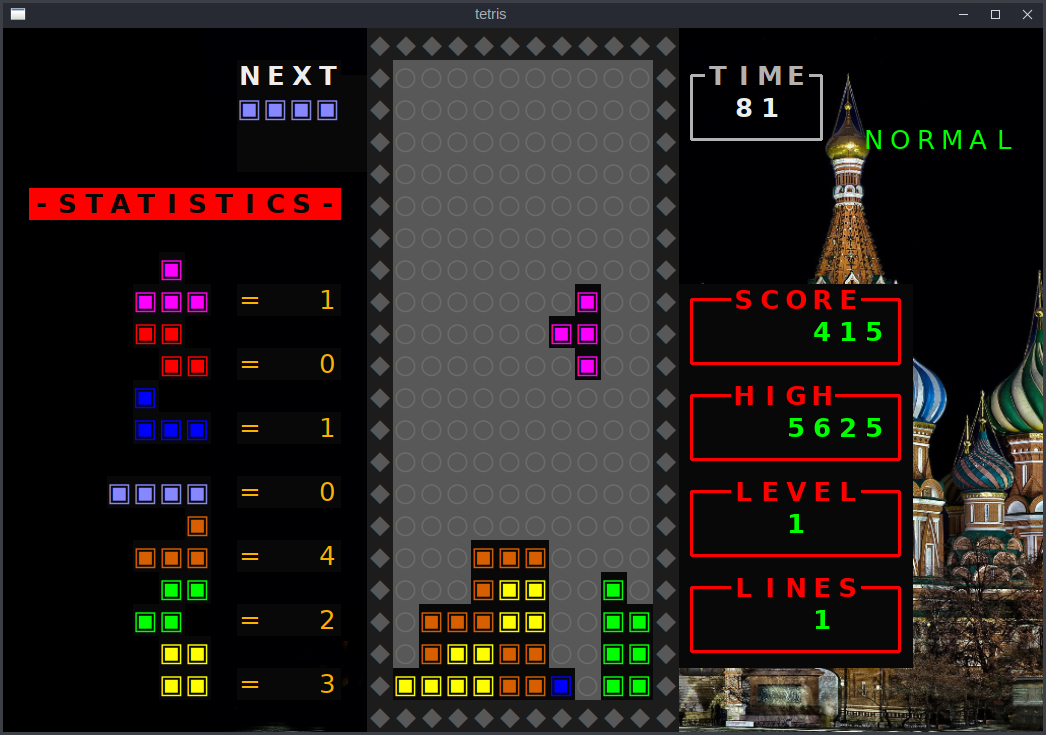 tetris
NEXT
TIME
81
NORMAL
-STATISTICS-
= 1
= 0
= 1
= 0
= 4
= 2
= 3
SCORE
415
HIGH
5625
LEVEL
1
LINES
1